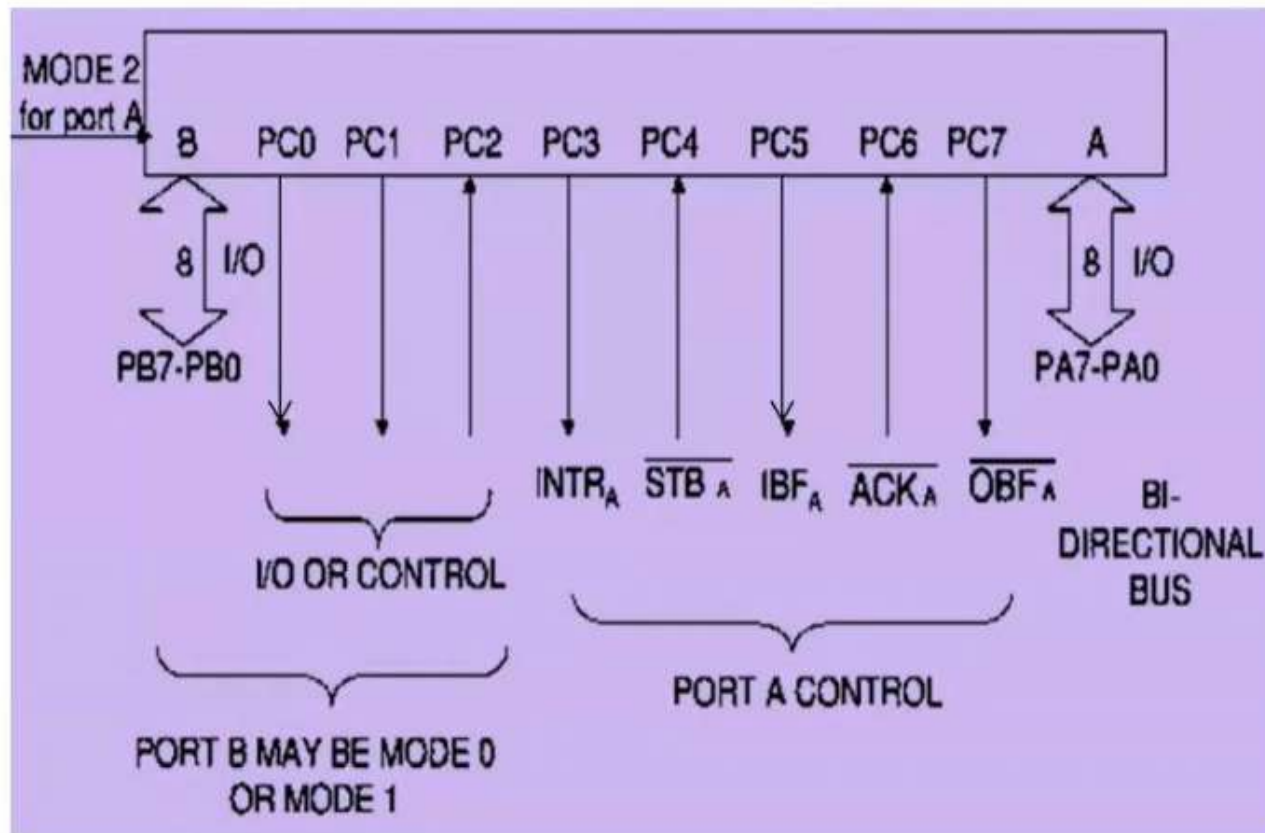 MODE 2
for port A
B PC0 PC1 PC2 PC3 PC4 PC5 PC6 PC7 A
8 I/O
8 I/O
PB7-PB0
PA7-PA0
INTRA STB A IBFA ACKA OBFA
I/O OR CONTROL
BI-
DIRECTIONAL
BUS
PORT A CONTROL
PORT B MAY BE MODE 0
OR MODE 1